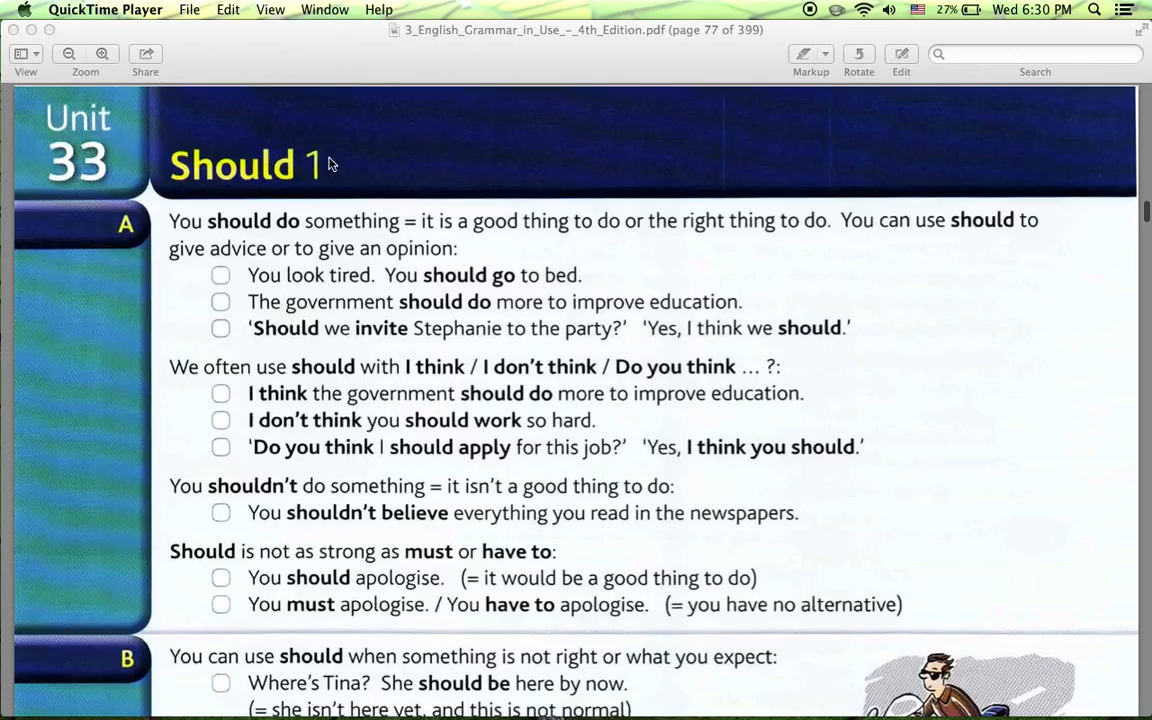 QuickTime Player File Edit View Window Help 27% Wed 6:30 PM
3_English_Grammar_in_Use_-_4th_Edition.pdf (page 77 of 399)
View Zoom Share Markup Rotate Edit Search
Unit
33
Should 1
A
You should do something = it is a good thing to do or the right thing to do. You can use should to
give advice or to give an opinion:
You look tired. You should go to bed.
The government should do more to improve education.
‘Should we invite Stephanie to the party?’ ‘Yes, I think we should.’
We often use should with I think / I don’t think / Do you think ... ?:
I think the government should do more to improve education.
I don’t think you should work so hard.
‘Do you think I should apply for this job?’ ‘Yes, I think you should.’
You shouldn’t do something = it isn’t a good thing to do:
You shouldn’t believe everything you read in the newspapers.
Should is not as strong as must or have to:
You should apologise. (= it would be a good thing to do)
You must apologise. / You have to apologise. (= you have no alternative)
B
You can use should when something is not right or what you expect:
Where’s Tina? She should be here by now.
(= she isn’t here yet, and this is not normal)